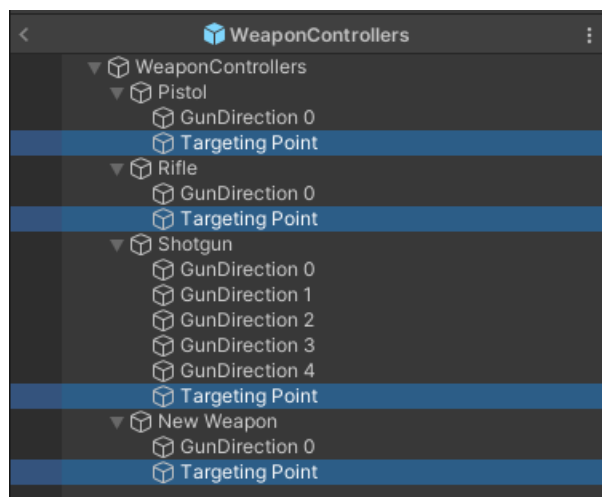 WeaponControllers
WeaponControllers
Pistol
GunDirection 0
Targeting Point
Rifle
GunDirection 0
Targeting Point
Shotgun
GunDirection 0
GunDirection 1
GunDirection 2
GunDirection 3
GunDirection 4
Targeting Point
New Weapon
GunDirection 0
Targeting Point